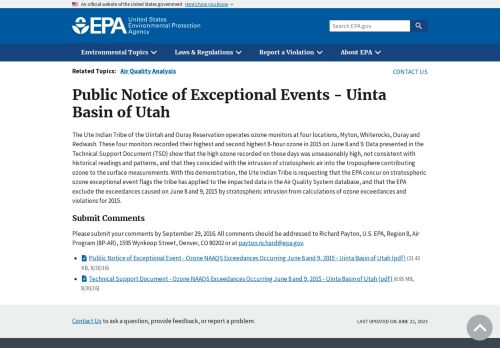 An official website of the United States government Here's how you know
EPA United States
Environmental Protection
Agency
Search EPA.gov
Environmental Topics Laws & Regulations Report a Violation About EPA
Related Topics: Air Quality Analysis CONTACT US
Public Notice of Exceptional Events - Uinta
Basin of Utah
The Ute Indian Tribe of the Uintah and Ouray Reservation operates ozone monitors at four locations, Myton, Whiterocks, Ouray and
Redwash. These four monitors recorded their highest and second highest 8-hour ozone in 2015 on June 8 and 9. Data presented in the
Technical Support Document (TSD) show that the high ozone recorded on those days was unseasonably high, not consistent with
historical readings and patterns, and that they coincided with the intrusion of stratospheric air into the troposphere contributing
ozone to the surface measurements. With this demonstration, the Ute Indian Tribe is requesting that the EPA concur on stratospheric
ozone exceptional event flags the tribe has applied to the impacted data in the Air Quality System database, and that the EPA
exclude the exceedances caused on June 8 and 9, 2015 by stratospheric intrusion from calculations of ozone exceedances and
violations for 2015.
Submit Comments
Please submit your comments by September 29, 2016. All comments should be addressed to Richard Payton, U.S. EPA, Region 8, Air
Program (8P-AR), 1595 Wynkoop Street, Denver, CO 80202 or at payton.richard@epa.gov.
Public Notice of Exceptional Event - Ozone NAAQS Exceedances Occurring June 8 and 9, 2015 - Uinta Basin of Utah (pdf) (21.43
KB, 8/30/16)
Technical Support Document - Ozone NAAQS Exceedances Occurring June 8 and 9, 2015 - Uinta Basin of Utah (pdf) (6.95 MB,
8/30/16)
Contact Us to ask a question, provide feedback, or report a problem. LAST UPDATED ON JUNE 22, 2023